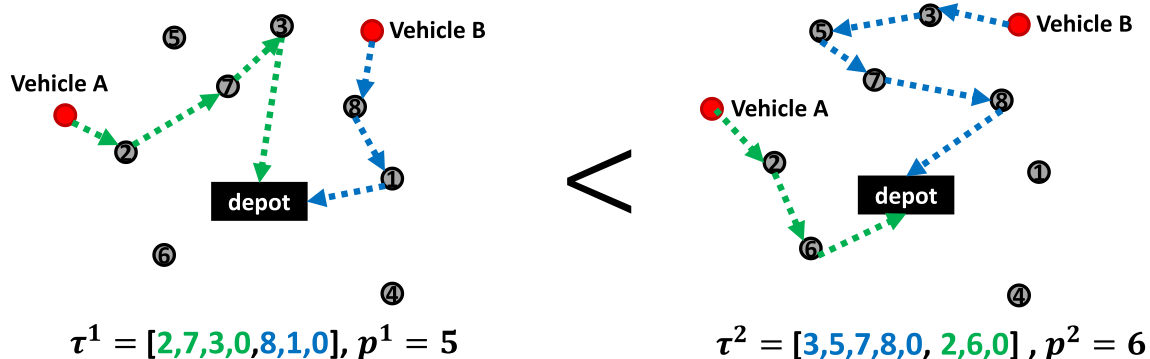 3
5
Vehicle B
7
Vehicle A
8
2
1
depot
6
4
τ¹ = [2,7,3,0,8,1,0], p¹ = 5
<
3
5
Vehicle B
7
8
Vehicle A
2
1
depot
6
4
τ² = [3,5,7,8,0, 2,6,0] , p² = 6